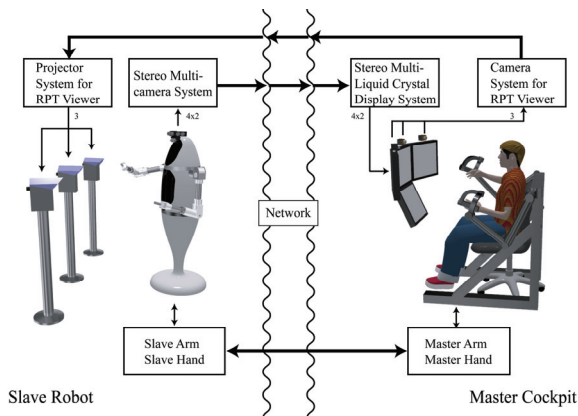 Projector
System for
RPT Viewer
Stereo Multi-
camera System
Stereo Multi-
Liquid Crystal
Display System
Camera
System for
RPT Viewer
3
4x2
4x2
3
Network
Slave Arm
Slave Hand
Master Arm
Master Hand
Slave Robot
Master Cockpit